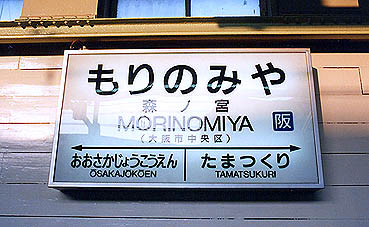 もりのみや
森ノ宮
MORINOMIYA
阪
(大阪市中央区)
おおさかじょうこうえん たまつくり
ŌSAKAJŌKŌEN TAMATSUKURI